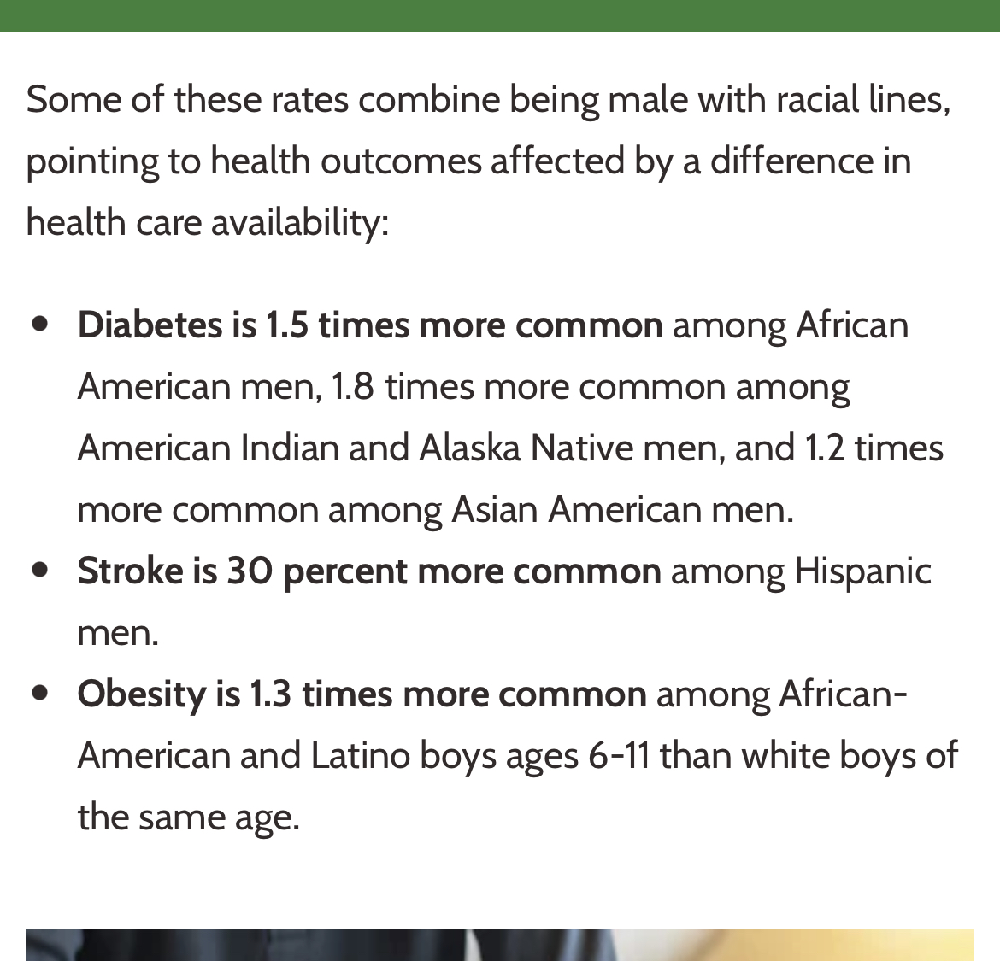 Some of these rates combine being male with racial lines,
pointing to health outcomes affected by a difference in
health care availability:
• Diabetes is 1.5 times more common among African
American men, 1.8 times more common among
American Indian and Alaska Native men, and 1.2 times
more common among Asian American men.
• Stroke is 30 percent more common among Hispanic
men.
• Obesity is 1.3 times more common among African-
American and Latino boys ages 6-11 than white boys of
the same age.